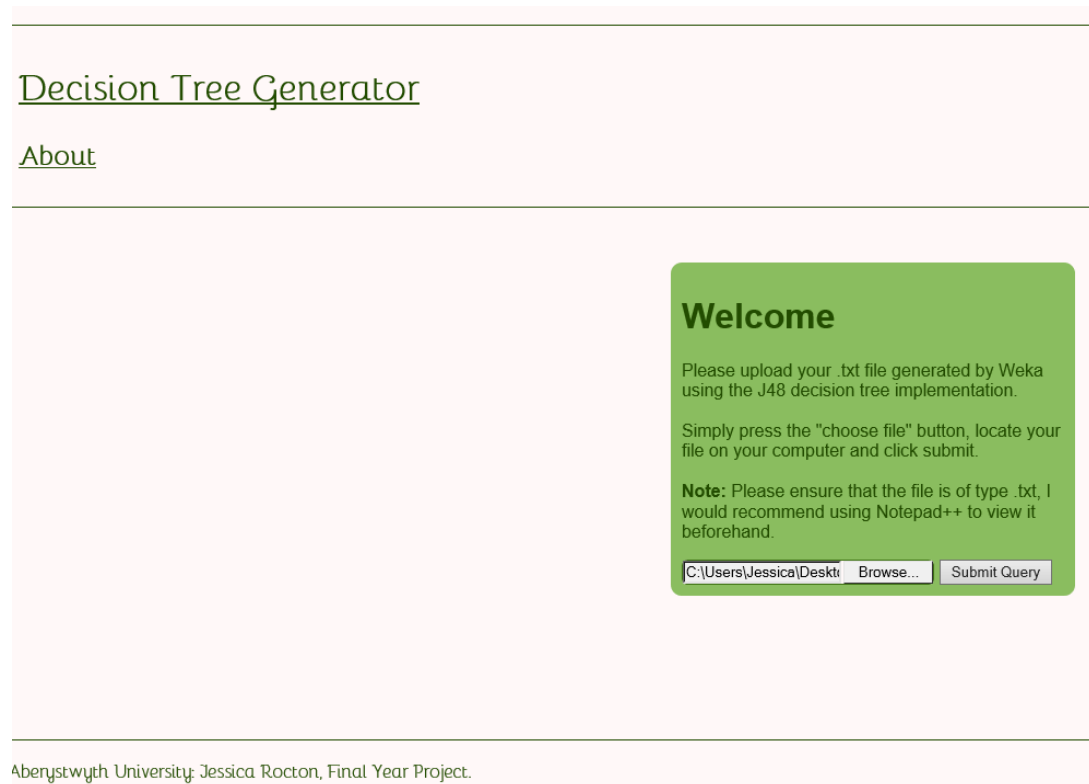 Decision Tree Generator
About
Welcome
Please upload your .txt file generated by Weka
using the J48 decision tree implementation.
Simply press the "choose file" button, locate your
file on your computer and click submit.
Note: Please ensure that the file is of type .txt, I
would recommend using Notepad++ to view it
beforehand.
C:\Users\Jessica\Deskt Browse... Submit Query
Aberystwyth University: Jessica Rocton, Final Year Project.